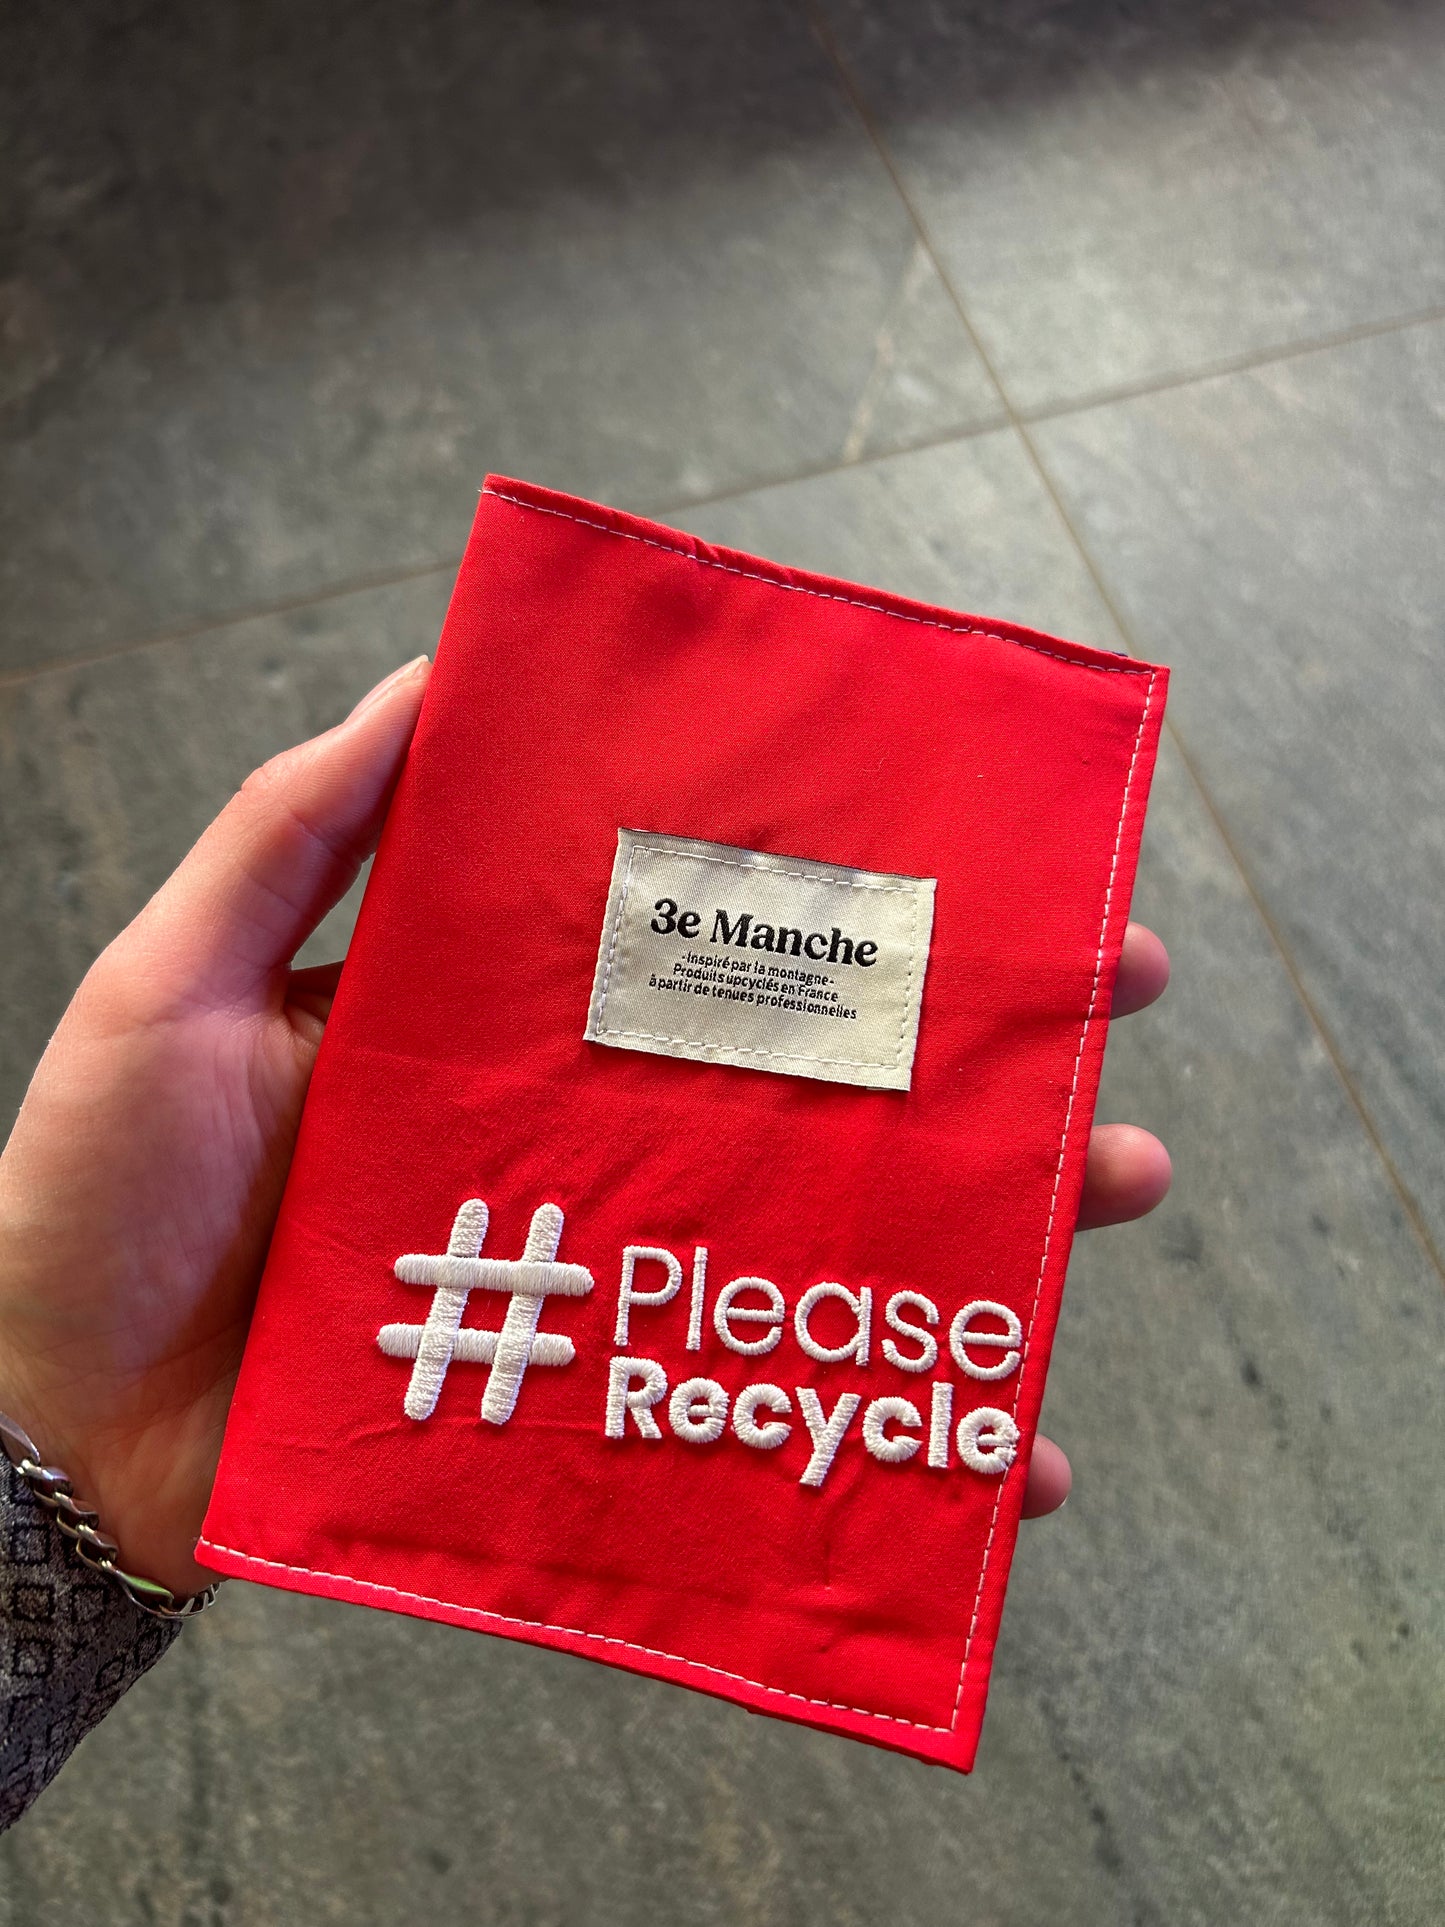 3e Manche
-Inspiré par la montagne-
Produits upcyclés en France
à partir de tenues professionnelles
#Please
Recycle